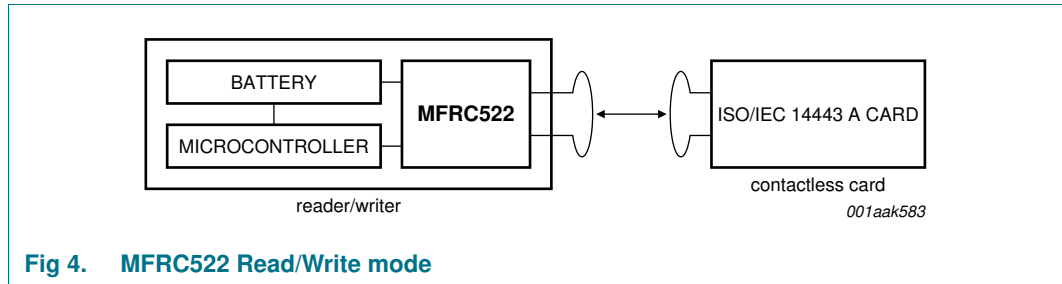 BATTERY
MICROCONTROLLER
MFRC522
ISO/IEC 14443 A CARD
reader/writer
contactless card
001aak583
Fig 4. MFRC522 Read/Write mode